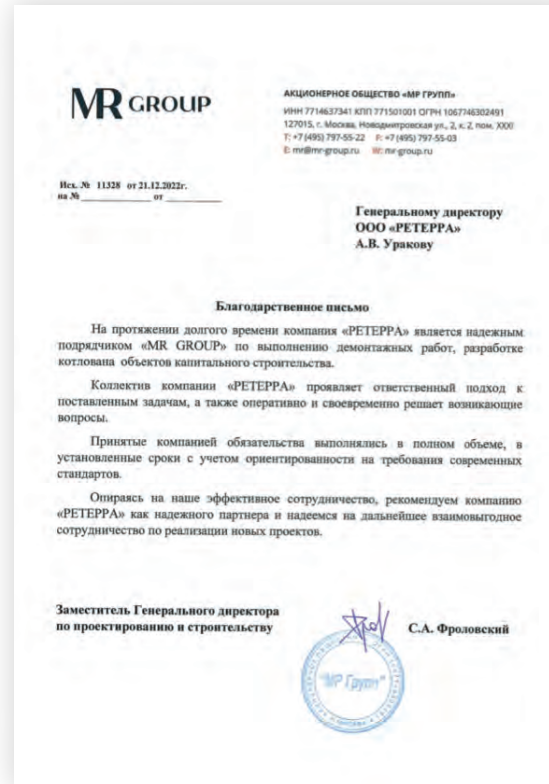 MR GROUP
АКЦИОНЕРНОЕ ОБЩЕСТВО «МР ГРУПП»
ИНН 7714637341 КПП 771501001 ОГРН 1067746302491
127015, г. Москва, Новодмитровская ул., 2, к. 2, пом. XXXI
T: +7 (495) 797-55-22 F: +7 (495) 797-55-03
E: mr@mr-group.ru W: mr-group.ru
Исх. № 11328 от 21.12.2022г.
на № ________ от ________
Генеральному директору
ООО «РЕТЕРРА»
А.В. Уракову
Благодарственное письмо
На протяжении долгого времени компания «РЕТЕРРА» является надежным
подрядчиком «MR GROUP» по выполнению демонтажных работ, разработке
котлована объектов капитального строительства.
Коллектив компании «РЕТЕРРА» проявляет ответственный подход к
поставленным задачам, а также оперативно и своевременно решает возникающие
вопросы.
Принятые компанией обязательства выполнялись в полном объеме, в
установленные сроки с учетом ориентированности на требования современных
стандартов.
Опираясь на наше эффективное сотрудничество, рекомендуем компанию
«РЕТЕРРА» как надежного партнера и надеемся на дальнейшее взаимовыгодное
сотрудничество по реализации новых проектов.
Заместитель Генерального директора
по проектированию и строительству
С.А. Фроловский
"МР Групп"